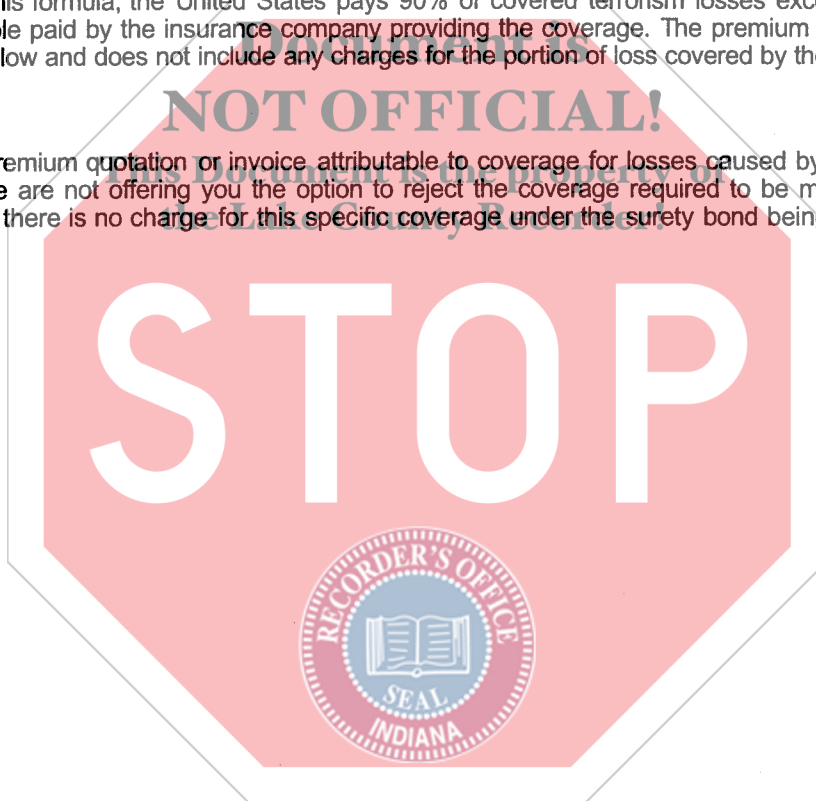 his formula, the United States pays 90% of covered terrorism losses exc
ble paid by the insurance company providing the coverage. The premium
low and does not include any charges for the portion of loss covered by the
Document is
NOT OFFICIAL!
remium quotation or invoice attributable to coverage for losses caused by
This Document is the property of
e are not offering you the option to reject the coverage required to be m
the Lake County Recorder!
there is no charge for this specific coverage under the surety bond bein
STOP
RECORDER'S OFFICE
SEAL
INDIANA